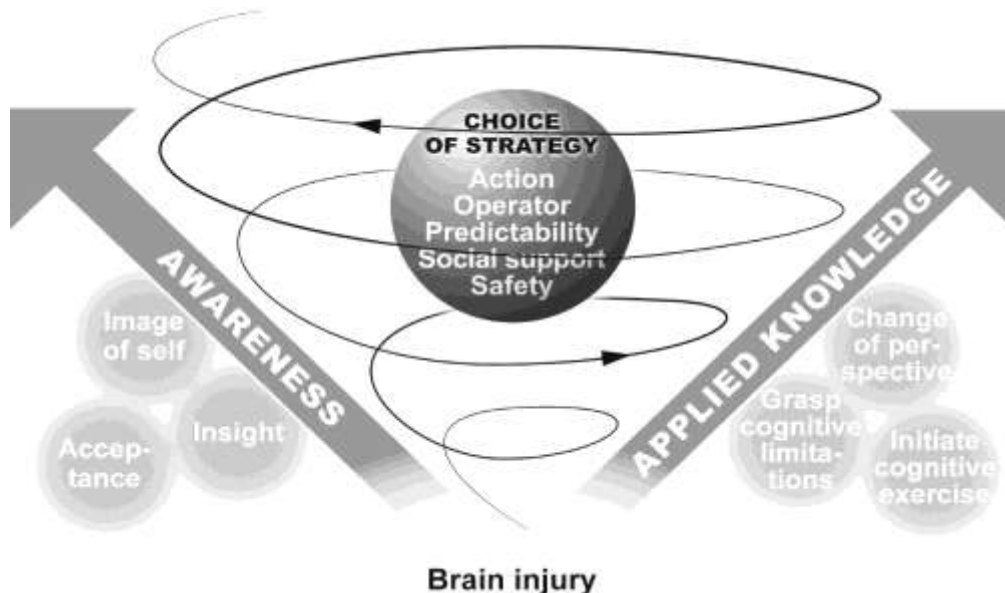 CHOICE
OF STRATEGY
Action
Operator
Predictability
Social support
Safety
AWARENESS
Image
of self
Insight
Accep-
tance
APPLIED KNOWLEDGE
Change
of per-
spective
Grasp
cognitive
limita-
tions
Initiate
cognitive
exercise
Brain injury